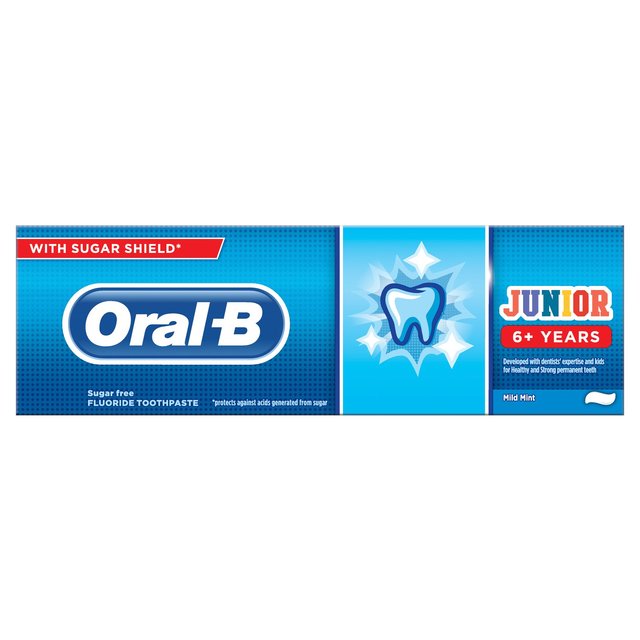 WITH SUGAR SHIELD*
Oral-B
Sugar free
FLUORIDE TOOTHPASTE
*protects against acids generated from sugar
JUNIOR
6+ YEARS
Developed with dentists' expertise and kids
for Healthy and Strong permanent teeth
Mild Mint